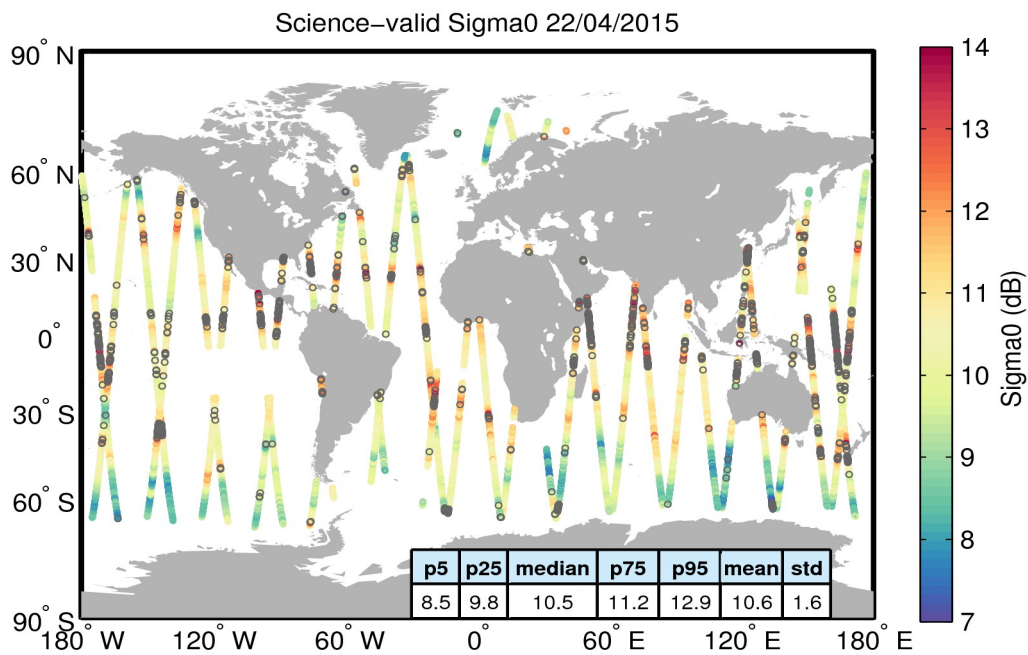 Science−valid Sigma0 22/04/2015
90° N
60° N
30° N
0°
30° S
60° S
90° S
180° W
120° W
60° W
0°
60° E
120° E
180° E
p5 p25 median p75 p95 mean std
8.5 9.8 10.5 11.2 12.9 10.6 1.6
14
13
12
11
10
9
8
7
Sigma0 (dB)